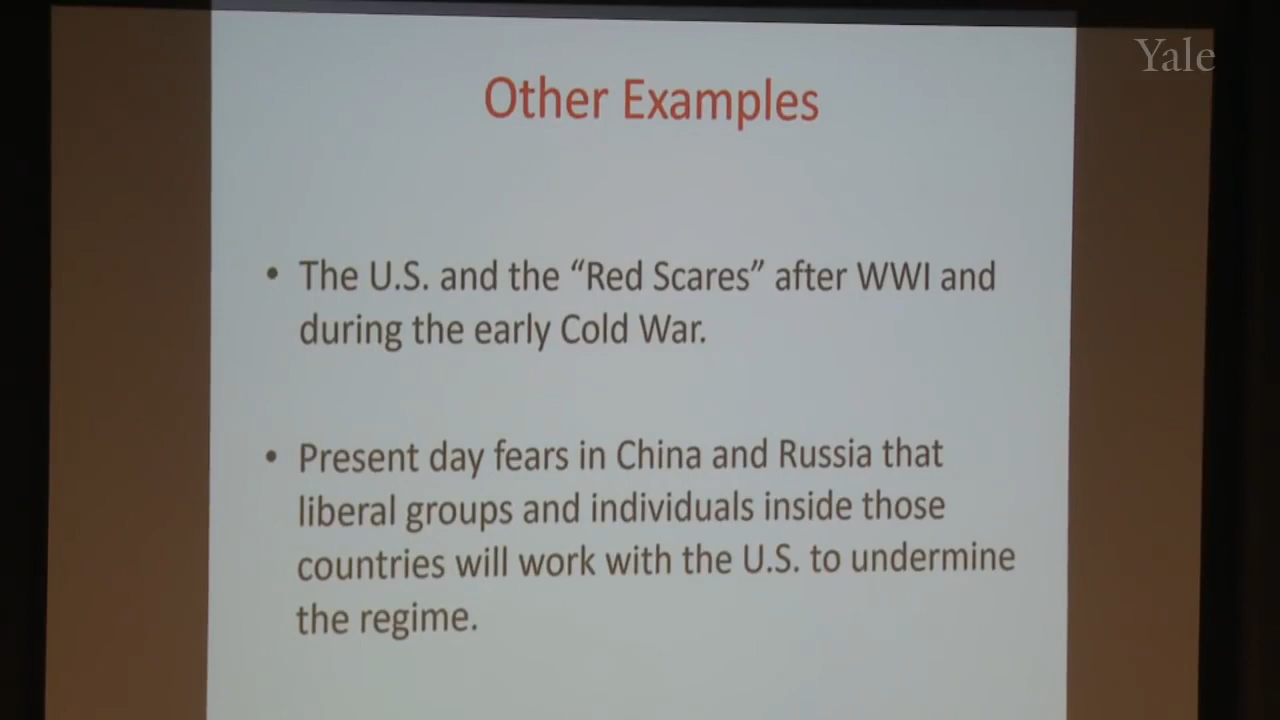 Yale
Other Examples
• The U.S. and the “Red Scares” after WWI and
during the early Cold War.
• Present day fears in China and Russia that
liberal groups and individuals inside those
countries will work with the U.S. to undermine
the regime.